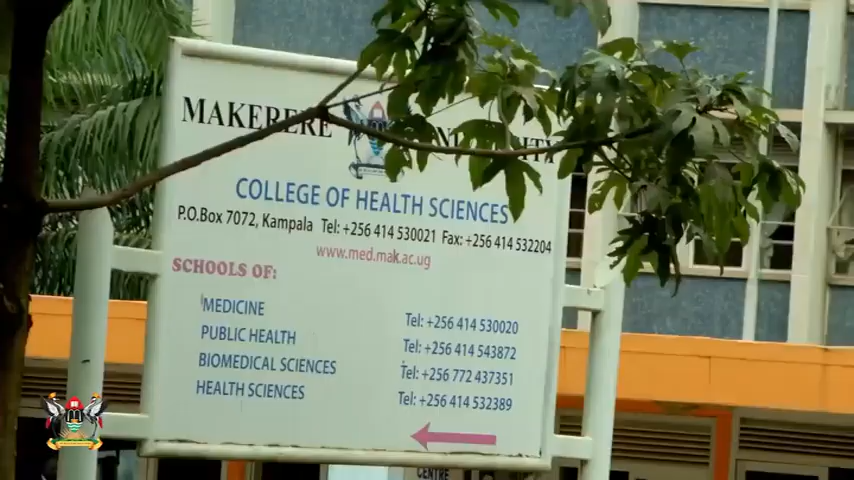 MAKERERE
COLLEGE OF HEALTH SCIENCES
P.O.Box 7072, Kampala Tel: +256 414 530021 Fax: +256 414 532204
www.med.mak.ac.ug
SCHOOLS OF:
MEDICINE Tel: +256 414 530020
PUBLIC HEALTH Tel: +256 414 543872
BIOMEDICAL SCIENCES Tel: +256 772 437351
HEALTH SCIENCES Tel: +256 414 532389
CENTRE